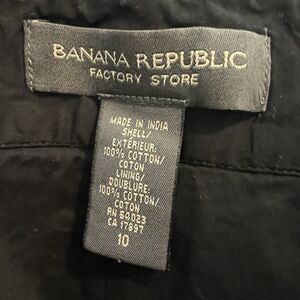 BANANA REPUBLIC
FACTORY STORE
MADE IN INDIA
SHELL/
EXTÉRIEUR:
100% COTTON/
COTON
LINING/
DOUBLURE:
100% COTTON/
COTON
RN 54023
CA 17897
10